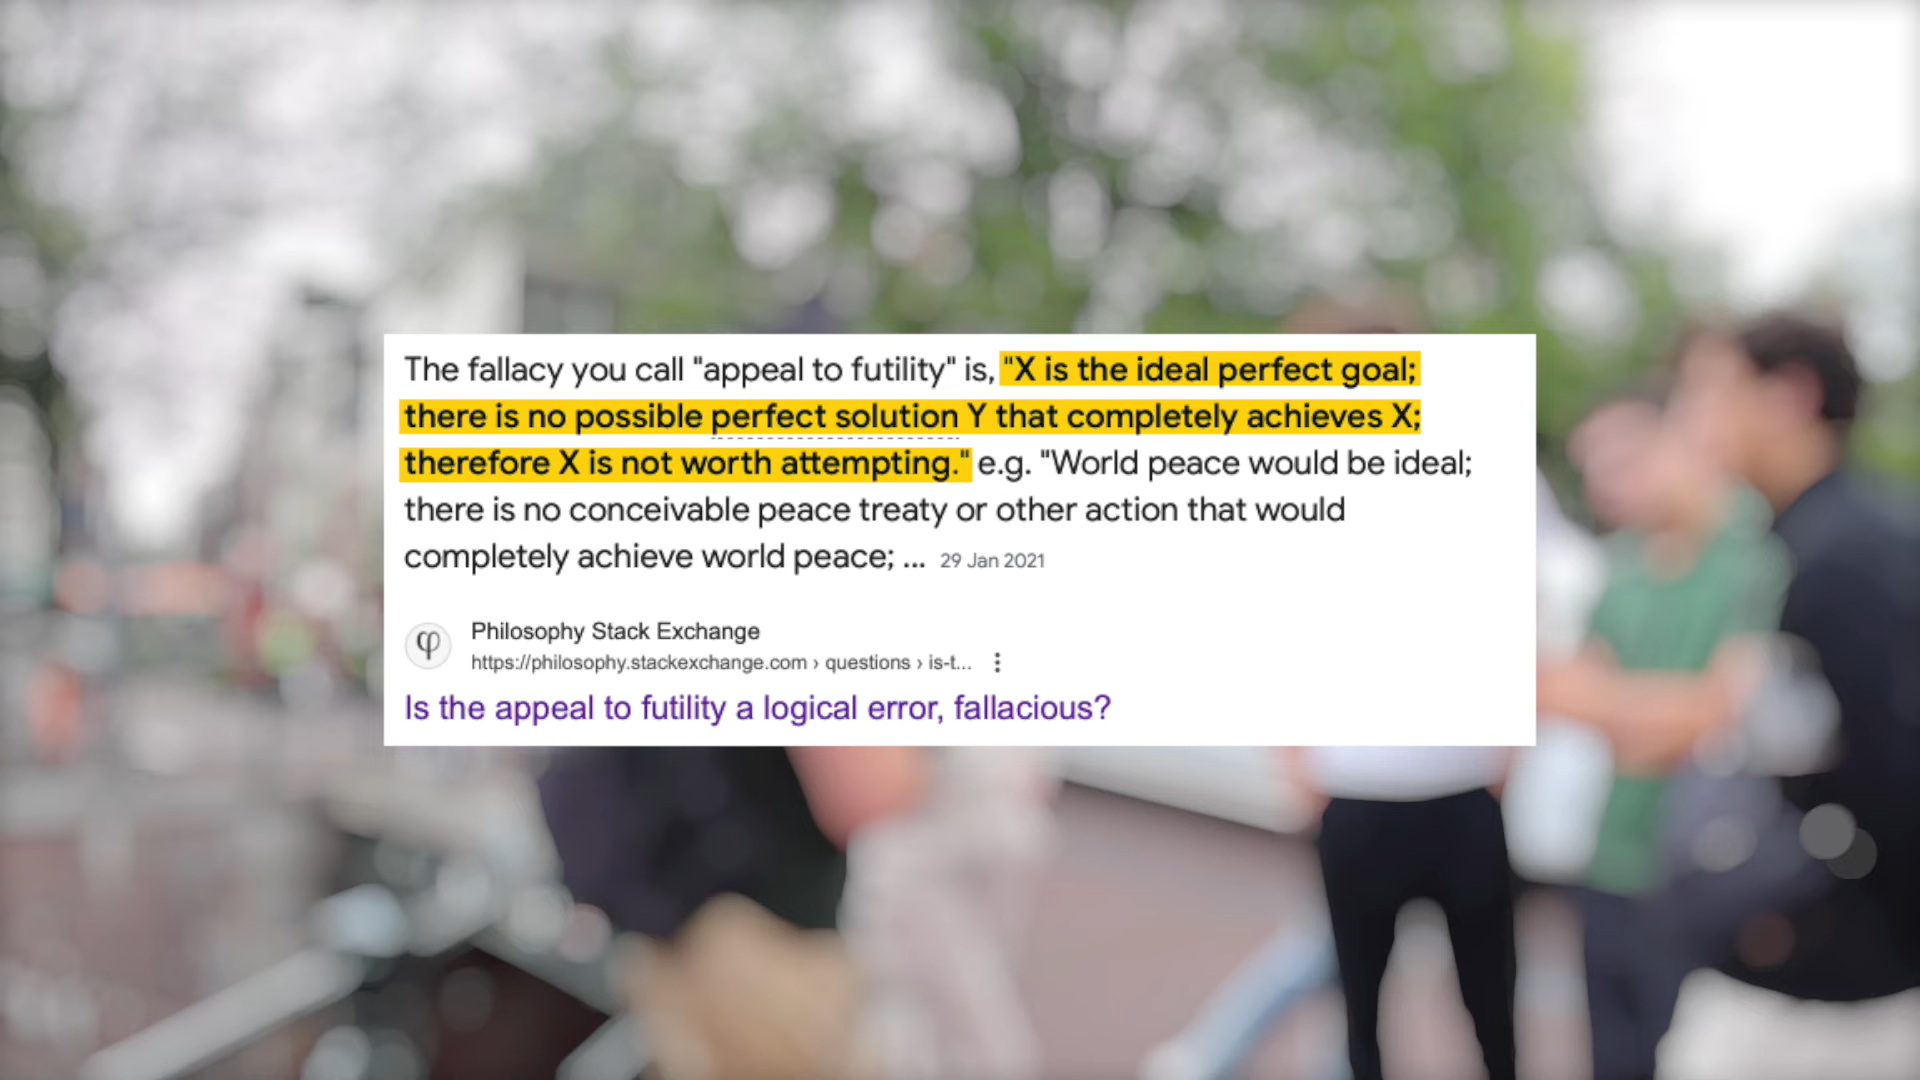 The fallacy you call "appeal to futility" is, "X is the ideal perfect goal;
there is no possible perfect solution Y that completely achieves X;
therefore X is not worth attempting." e.g. "World peace would be ideal;
there is no conceivable peace treaty or other action that would
completely achieve world peace; ... 29 Jan 2021
φ
Philosophy Stack Exchange
https://philosophy.stackexchange.com › questions › is-t...
Is the appeal to futility a logical error, fallacious?